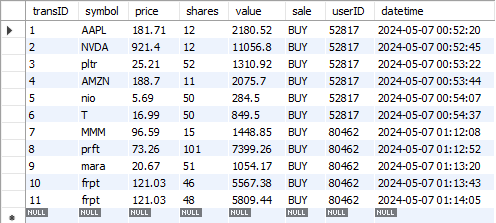 transID symbol price shares value sale userID datetime
1 AAPL 181.71 12 2180.52 BUY 52817 2024-05-07 00:52:20
2 NVDA 921.4 12 11056.8 BUY 52817 2024-05-07 00:52:45
3 pltr 25.21 52 1310.92 BUY 52817 2024-05-07 00:53:22
4 AMZN 188.7 11 2075.7 BUY 52817 2024-05-07 00:53:44
5 nio 5.69 50 284.5 BUY 52817 2024-05-07 00:54:07
6 T 16.99 50 849.5 BUY 52817 2024-05-07 00:54:37
7 MMM 96.59 15 1448.85 BUY 80462 2024-05-07 01:12:08
8 prft 73.26 101 7399.26 BUY 80462 2024-05-07 01:12:52
9 mara 20.67 51 1054.17 BUY 80462 2024-05-07 01:13:20
10 frpt 121.03 46 5567.38 BUY 80462 2024-05-07 01:13:43
11 frpt 121.03 48 5809.44 BUY 80462 2024-05-07 01:14:05
NULL NULL NULL NULL NULL NULL NULL NULL